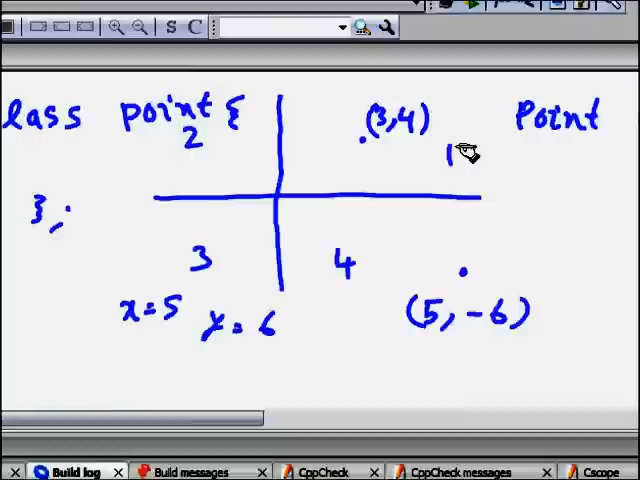 S C
lass point { (3,4) Point
2 1
};
3 4
x=5 y=6 (5,-6)
Build log Build messages CppCheck CppCheck messages Cscope